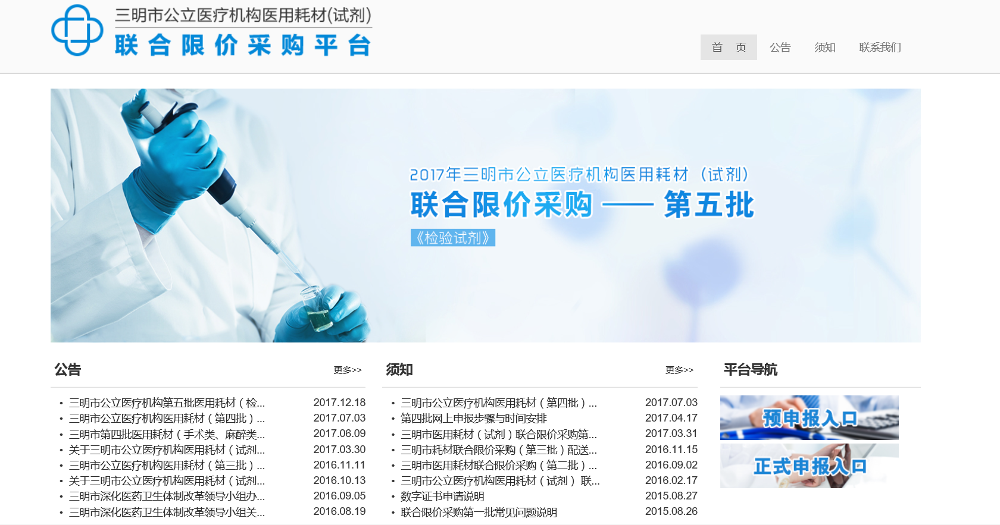 三明市公立医疗机构医用耗材(试剂)
联合限价采购平台
首 页 公告 须知 联系我们
2017年三明市公立医疗机构医用耗材（试剂）
联合限价采购 —— 第五批
《检验试剂》
公告 更多>>
• 三明市公立医疗机构第五批医用耗材（检... 2017.12.18
• 三明市公立医疗机构医用耗材（第四批）... 2017.07.03
• 三明市第四批医用耗材（手术类、麻醉类... 2017.06.09
• 关于三明市公立医疗机构医用耗材（试剂... 2017.03.30
• 三明市公立医疗机构医用耗材（第三批）... 2016.11.11
• 关于三明市公立医疗机构医用耗材（试剂... 2016.10.13
• 三明市深化医药卫生体制改革领导小组办... 2016.09.05
• 三明市深化医药卫生体制改革领导小组关... 2016.08.19
须知 更多>>
• 三明市公立医疗机构医用耗材（第四批）... 2017.07.03
• 第四批网上申报步骤与时间安排 2017.04.17
• 三明市医用耗材（试剂）联合限价采购第... 2017.03.31
• 三明市耗材联合限价采购（第三批）配送... 2016.11.15
• 三明市医用耗材联合限价采购（第二批）... 2016.09.02
• 三明市公立医疗机构医用耗材（试剂） 联... 2016.02.17
• 数字证书申请说明 2015.08.27
• 联合限价采购第一批常见问题说明 2015.08.26
平台导航
预申报入口
正式申报入口